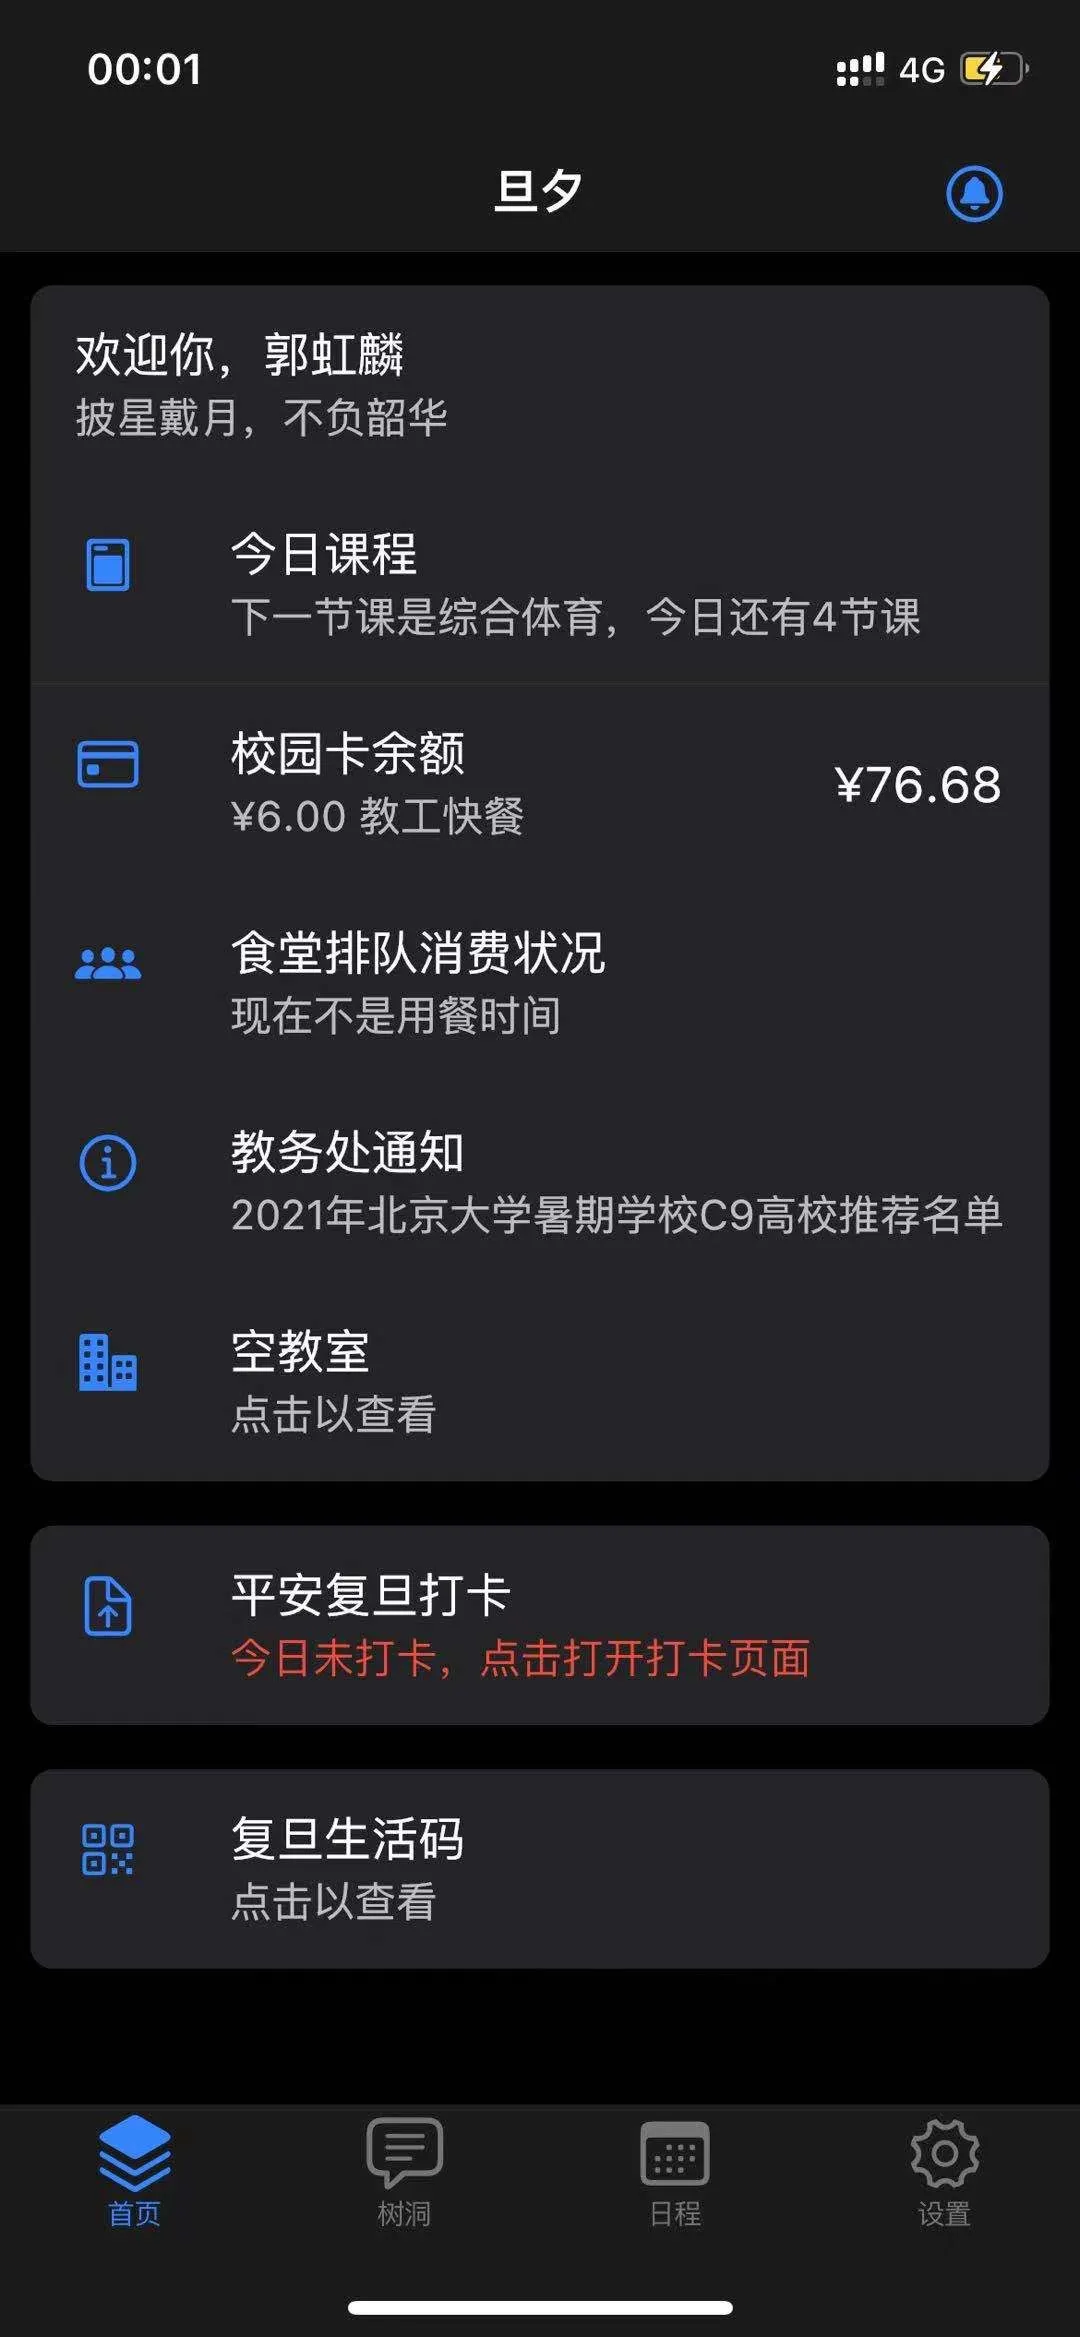 00:01
4G
旦夕
欢迎你，郭虹麟
披星戴月，不负韶华
今日课程
下一节课是综合体育，今日还有4节课
校园卡余额
¥6.00 教工快餐
¥76.68
食堂排队消费状况
现在不是用餐时间
教务处通知
2021年北京大学暑期学校C9高校推荐名单
空教室
点击以查看
平安复旦打卡
今日未打卡，点击打开打卡页面
复旦生活码
点击以查看
首页
树洞
日程
设置